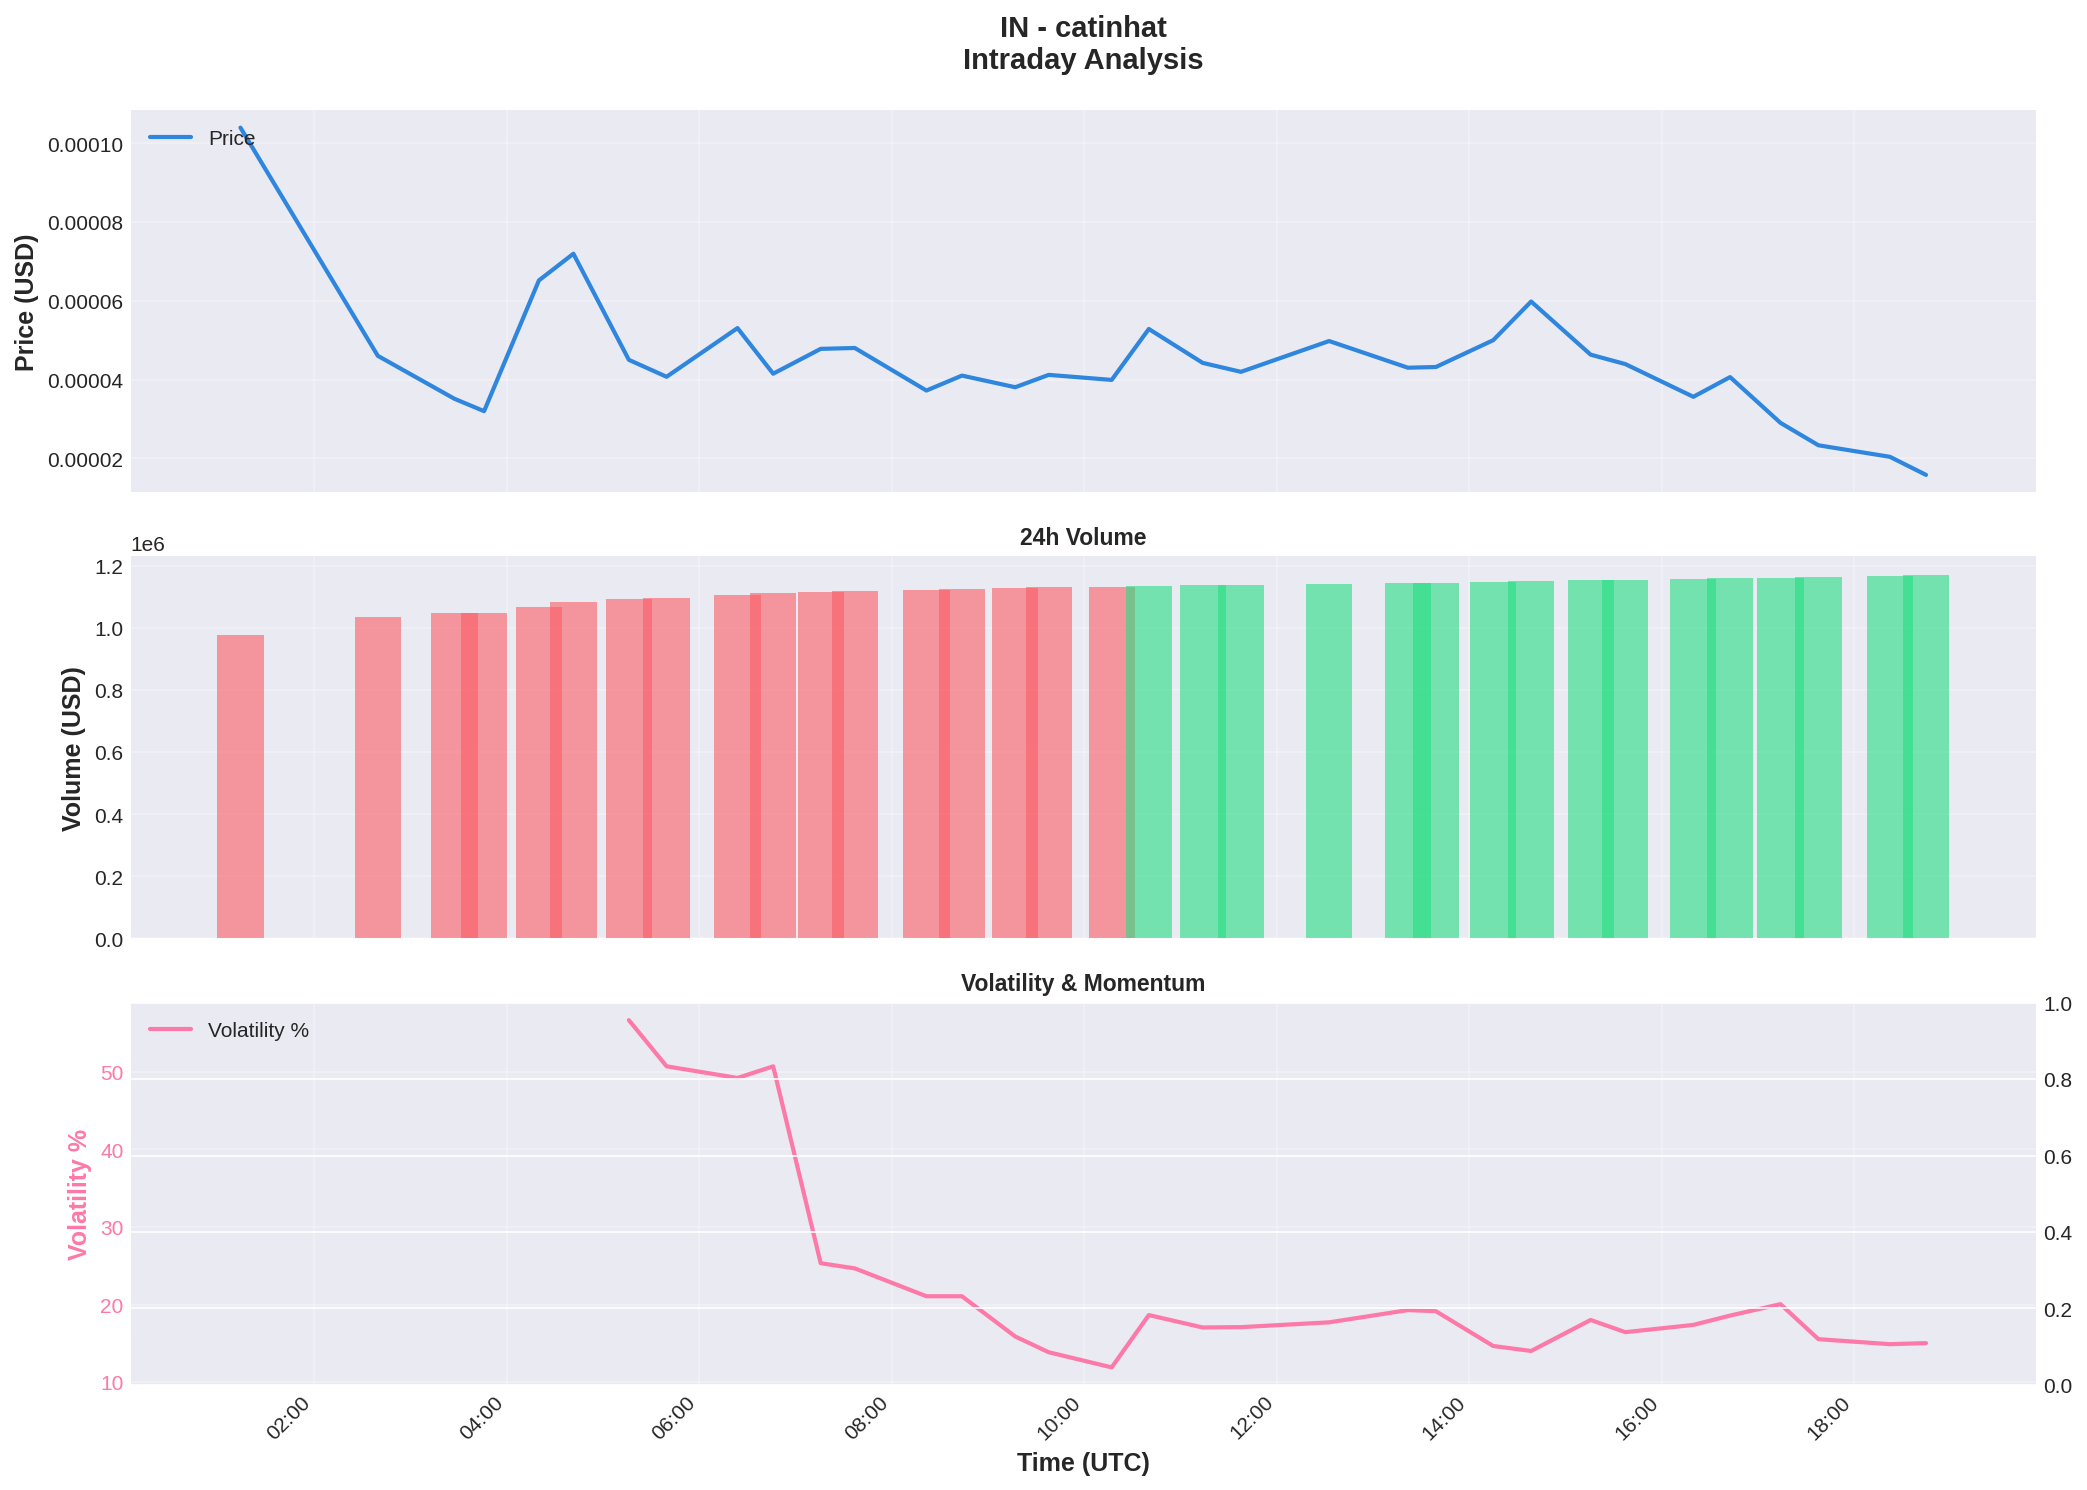 IN - catinhat
Intraday Analysis
Price
0.00010
0.00008
0.00006
0.00004
0.00002
Price (USD)
24h Volume
1e6
1.2
1.0
0.8
0.6
0.4
0.2
0.0
Volume (USD)
Volatility & Momentum
Volatility %
50
40
30
20
10
Volatility %
1.0
0.8
0.6
0.4
0.2
0.0
02:00
04:00
06:00
08:00
10:00
12:00
14:00
16:00
18:00
Time (UTC)